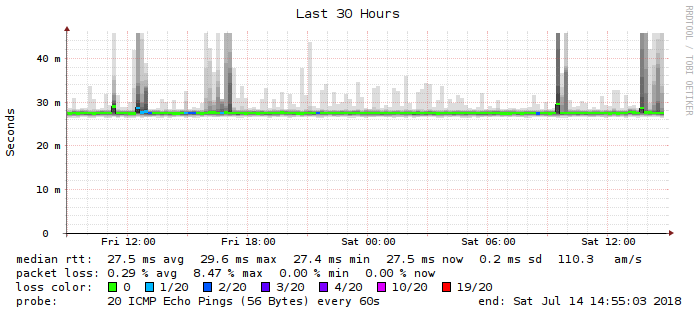 Last 30 Hours
RRDTOOL / TOBI OETIKER
Seconds
40 m
30 m
20 m
10 m
0
Fri 12:00 Fri 18:00 Sat 00:00 Sat 06:00 Sat 12:00
median rtt: 27.5 ms avg 29.6 ms max 27.4 ms min 27.5 ms now 0.2 ms sd 110.3 am/s
packet loss: 0.29 % avg 8.47 % max 0.00 % min 0.00 % now
loss color: 0 1/20 2/20 3/20 4/20 10/20 19/20
probe: 20 ICMP Echo Pings (56 Bytes) every 60s end: Sat Jul 14 14:55:03 2018